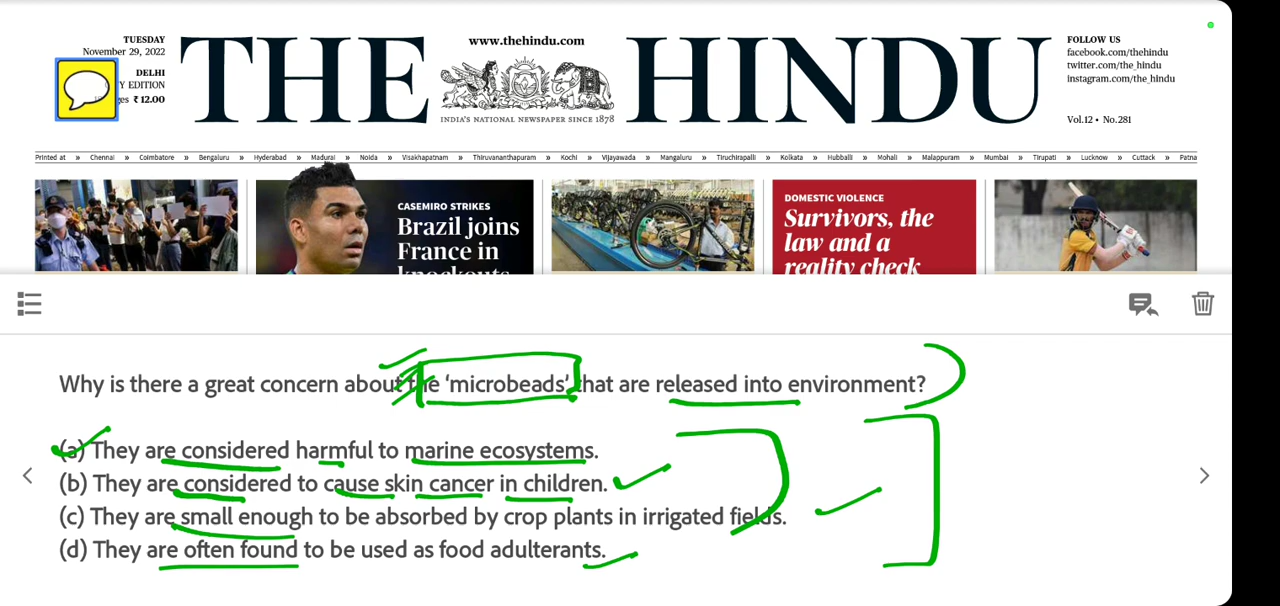 TUESDAY
November 29, 2022
DELHI
Y EDITION
ges ₹ 12.00
THE HINDU
www.thehindu.com
INDIA'S NATIONAL NEWSPAPER SINCE 1878
FOLLOW US
facebook.com/thehindu
twitter.com/the_hindu
instagram.com/the_hindu
Vol.12 • No.281
Printed at » Chennai » Coimbatore » Bengaluru » Hyderabad » Madurai » Noida » Visakhapatnam » Thiruvananthapuram » Kochi » Vijayawada » Mangaluru » Tiruchirapalli » Kolkata » Hubballi » Mohali » Malappuram » Mumbai » Tirupati » Lucknow » Cuttack » Patna
CASEMIRO STRIKES
Brazil joins
France in
knockouts
DOMESTIC VIOLENCE
Survivors, the
law and a
reality check
Why is there a great concern about the ‘microbeads’ that are released into environment?
(a) They are considered harmful to marine ecosystems.
(b) They are considered to cause skin cancer in children.
(c) They are small enough to be absorbed by crop plants in irrigated fields.
(d) They are often found to be used as food adulterants.